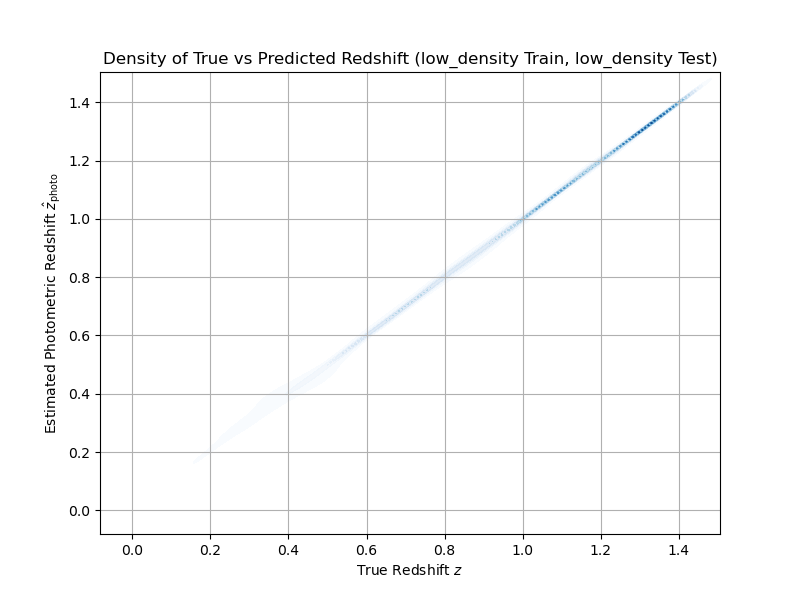 Density of True vs Predicted Redshift (low_density Train, low_density Test)
Estimated Photometric Redshift ẑ_photo
1.4
1.2
1.0
0.8
0.6
0.4
0.2
0.0
0.0 0.2 0.4 0.6 0.8 1.0 1.2 1.4
True Redshift z